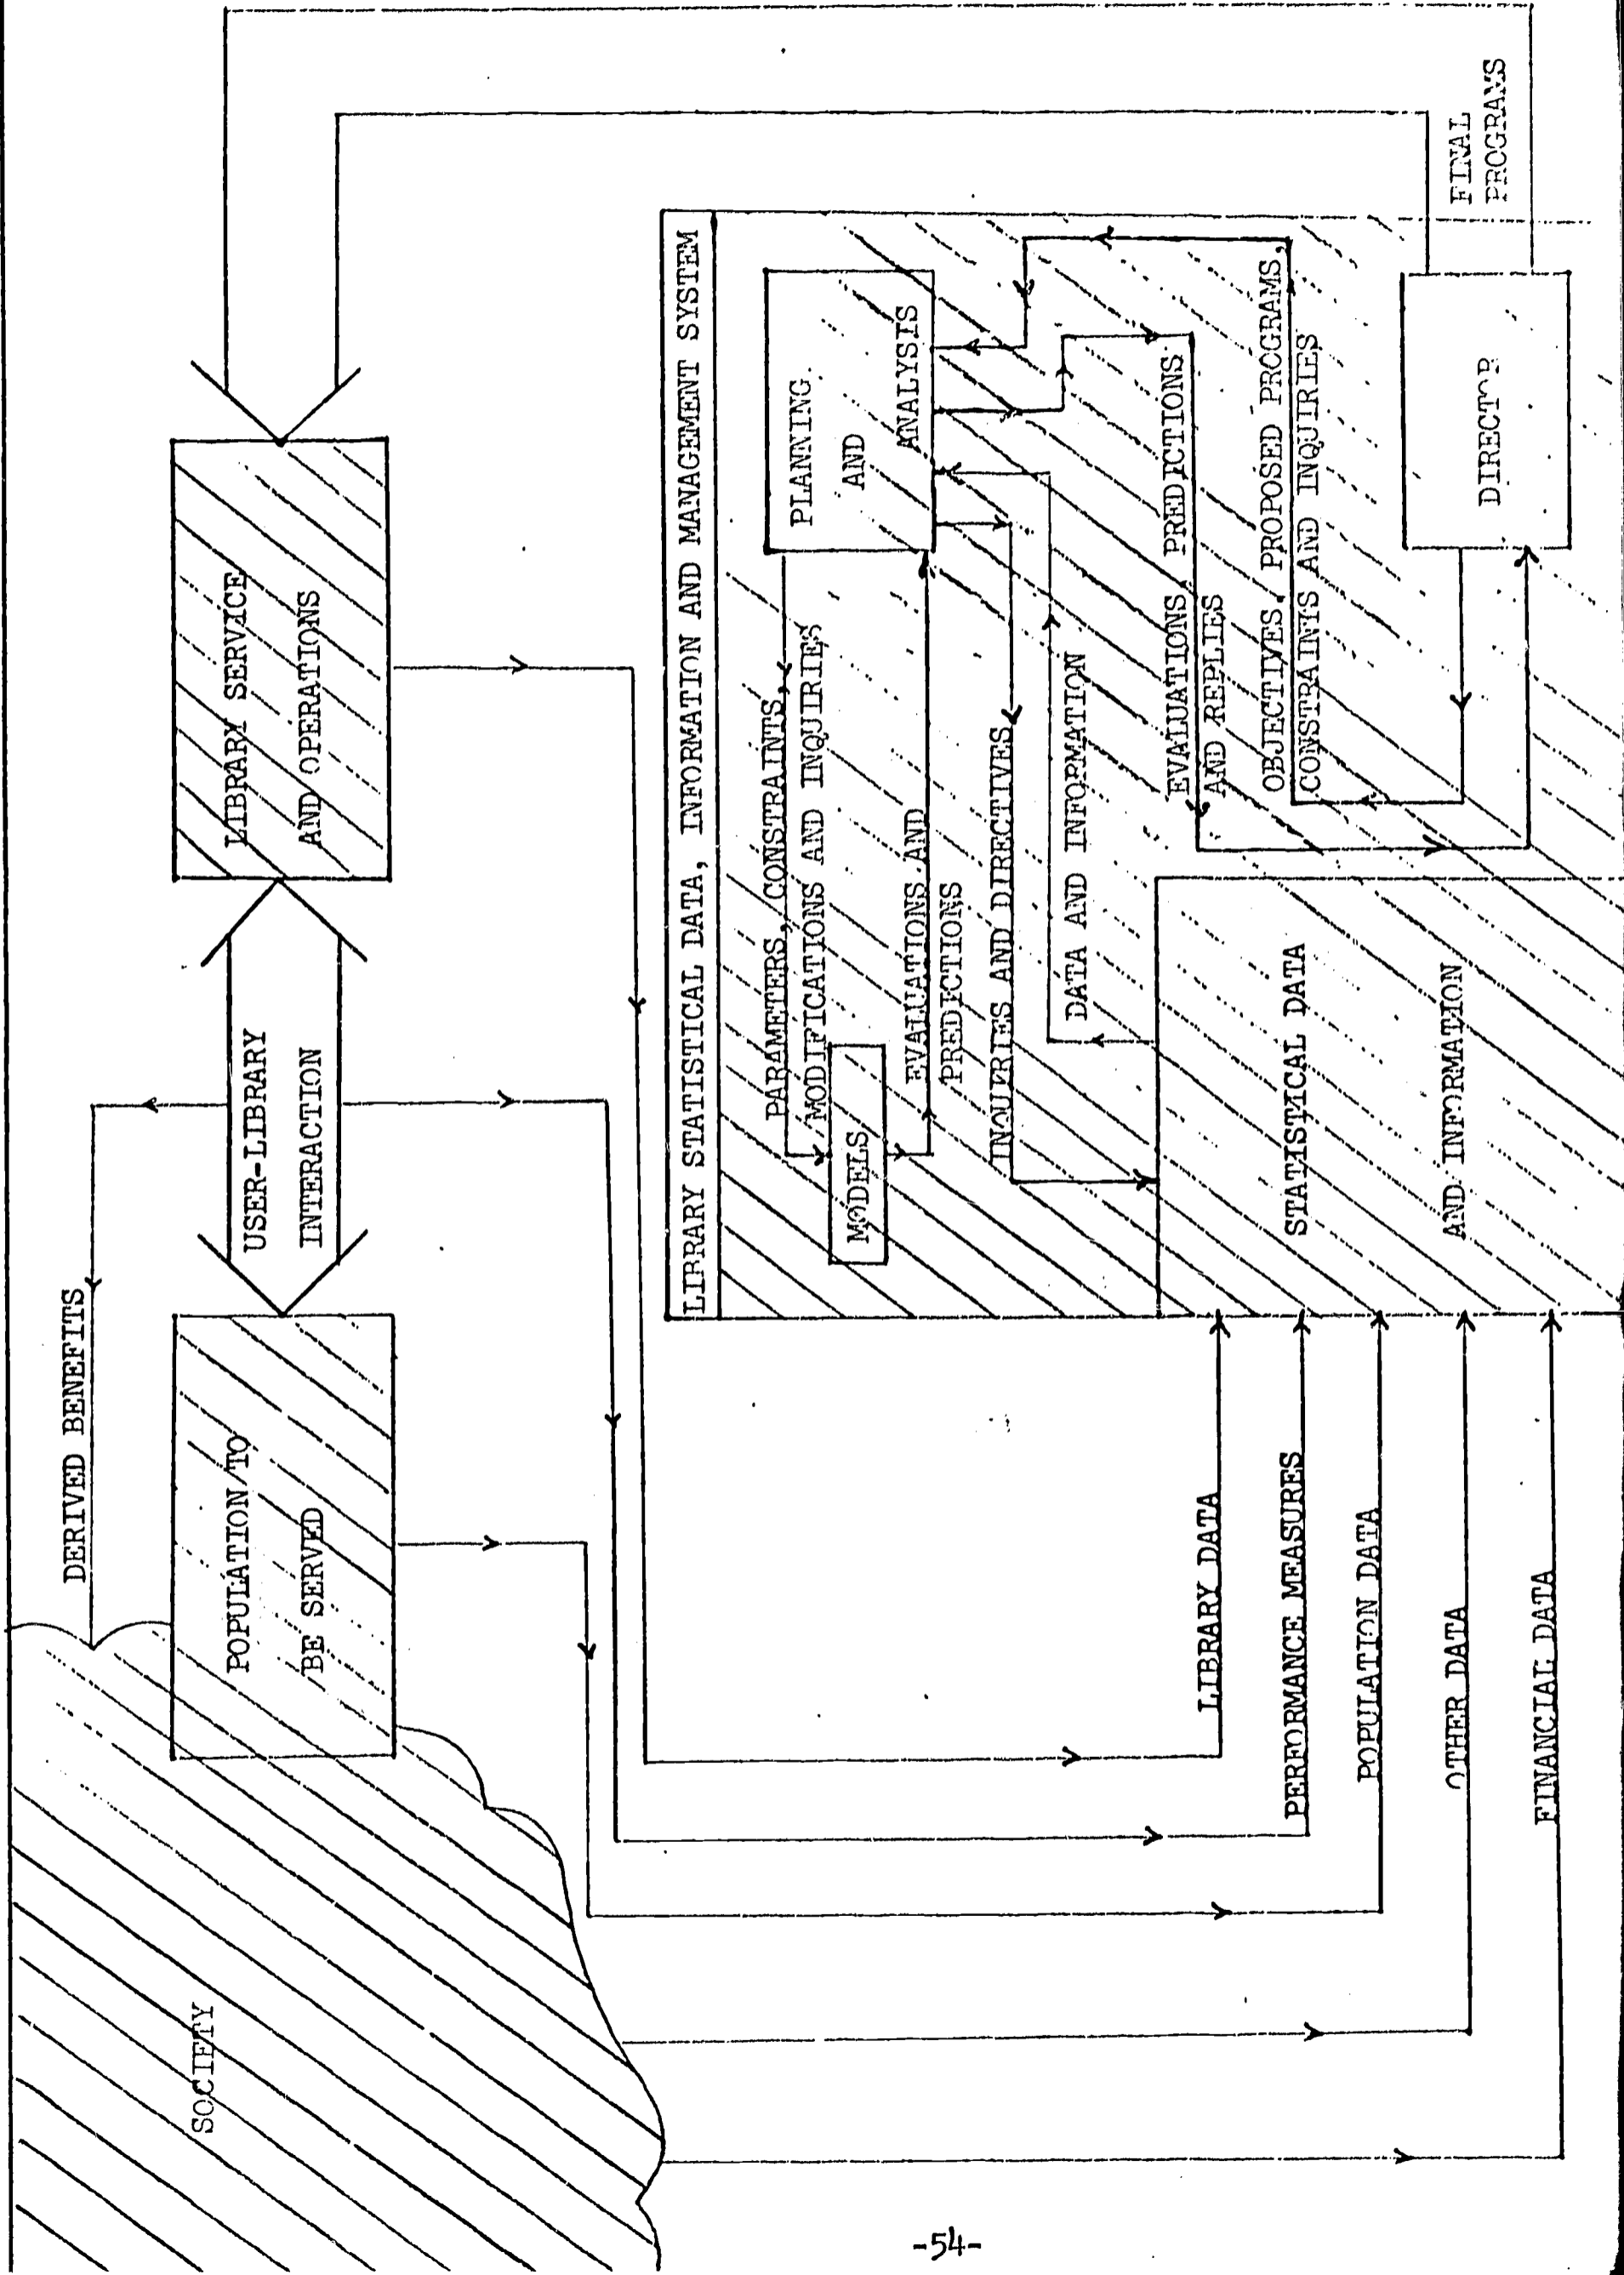 SOCIETY
DERIVED BENEFITS
POPULATION TO
BE SERVED
USER-LIBRARY
INTERACTION
LIBRARY SERVICE
AND OPERATIONS
LIBRARY STATISTICAL DATA, INFORMATION AND MANAGEMENT SYSTEM
PLANNING
AND
ANALYSIS
PARAMETERS, CONSTRAINTS,
MODIFICATIONS AND INQUIRIES
MODELS
EVALUATIONS AND
PREDICTIONS
INQUIRIES AND DIRECTIVES
DATA AND INFORMATION
EVALUATIONS PREDICTIONS
AND REPLIES
OBJECTIVES, PROPOSED PROGRAMS,
CONSTRAINTS AND INQUIRIES
DIRECTOR
FINAL
PROGRAMS
STATISTICAL DATA
AND INFORMATION
LIBRARY DATA
PERFORMANCE MEASURES
POPULATION DATA
OTHER DATA
FINANCIAL DATA
-54-